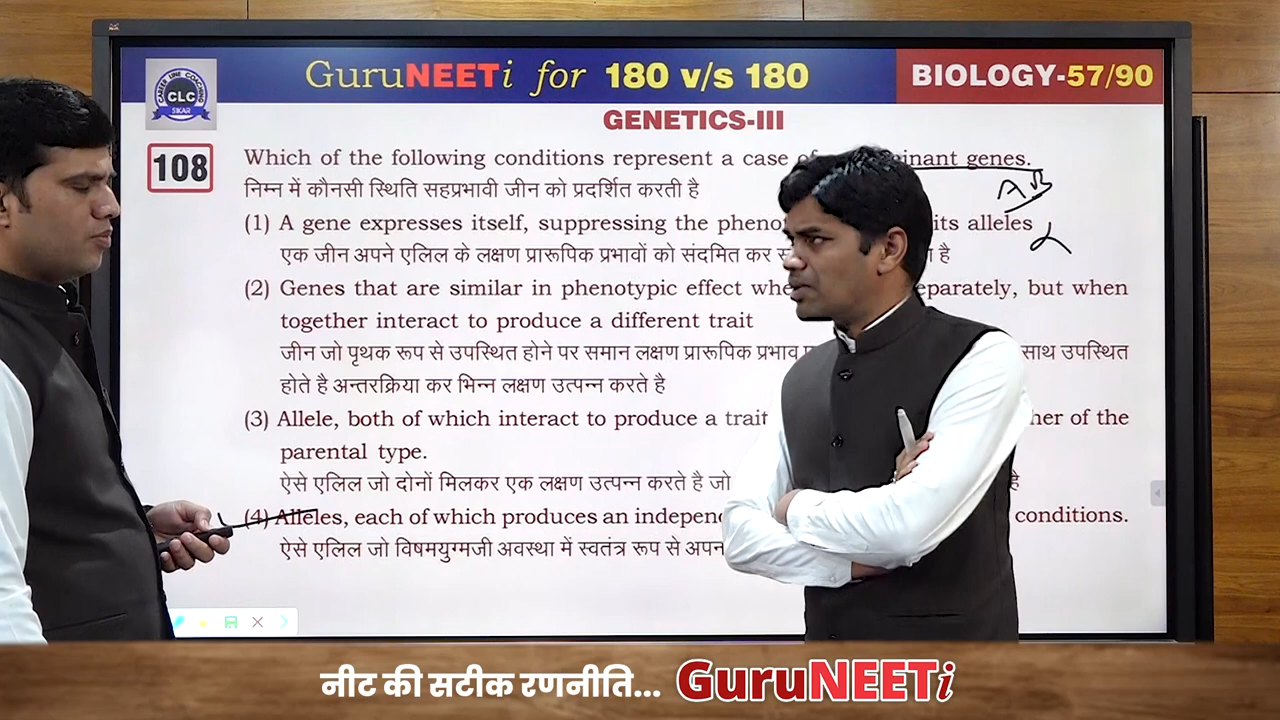 CAREER LINE COACHING
CLC
SIKAR
GuruNEETi for 180 v/s 180
BIOLOGY-57/90
GENETICS-III
108
Which of the following conditions represent a case of genes.
निम्न में कौनसी स्थिति सहप्रभावी जीन को प्रदर्शित करती है
AB
(1) A gene expresses itself, suppressing the its alleles
एक जीन अपने एलिल के लक्षण प्रारूपिक प्रभावों को संदमित कर है
(2) Genes that are similar in phenotypic effect but when
together interact to produce a different trait
जीन जो पृथक रूप से उपस्थित होने पर समान लक्षण प्रारूपिक प्रभाव साथ उपस्थित
होते है अन्तरक्रिया कर भिन्न लक्षण उत्पन्न करते है
(3) Allele, both of which interact to produce a trait of the
parental type.
ऐसे एलिल जो दोनों मिलकर एक लक्षण उत्पन्न करते है जो है
(4) Alleles, each of which produces an conditions.
ऐसे एलिल जो विषमयुग्मजी अवस्था में स्वतंत्र रूप से
नीट की सटीक रणनीति... GuruNEETi